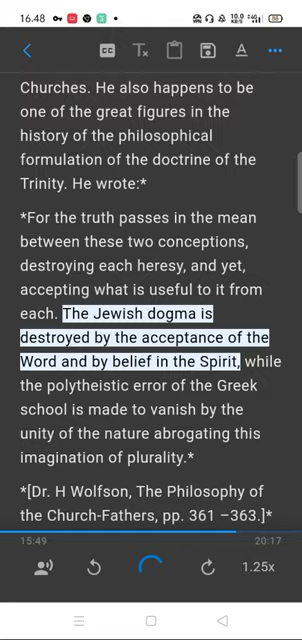 16.48
10.0
KB/S
4G
CC
A
Churches. He also happens to be
one of the great figures in the
history of the philosophical
formulation of the doctrine of the
Trinity. He wrote:*
*For the truth passes in the mean
between these two conceptions,
destroying each heresy, and yet,
accepting what is useful to it from
each. The Jewish dogma is
destroyed by the acceptance of the
Word and by belief in the Spirit, while
the polytheistic error of the Greek
school is made to vanish by the
unity of the nature abrogating this
imagination of plurality.*
*[Dr. H Wolfson, The Philosophy of
the Church-Fathers, pp. 361 –363.]*
15:49
20:17
1.25x